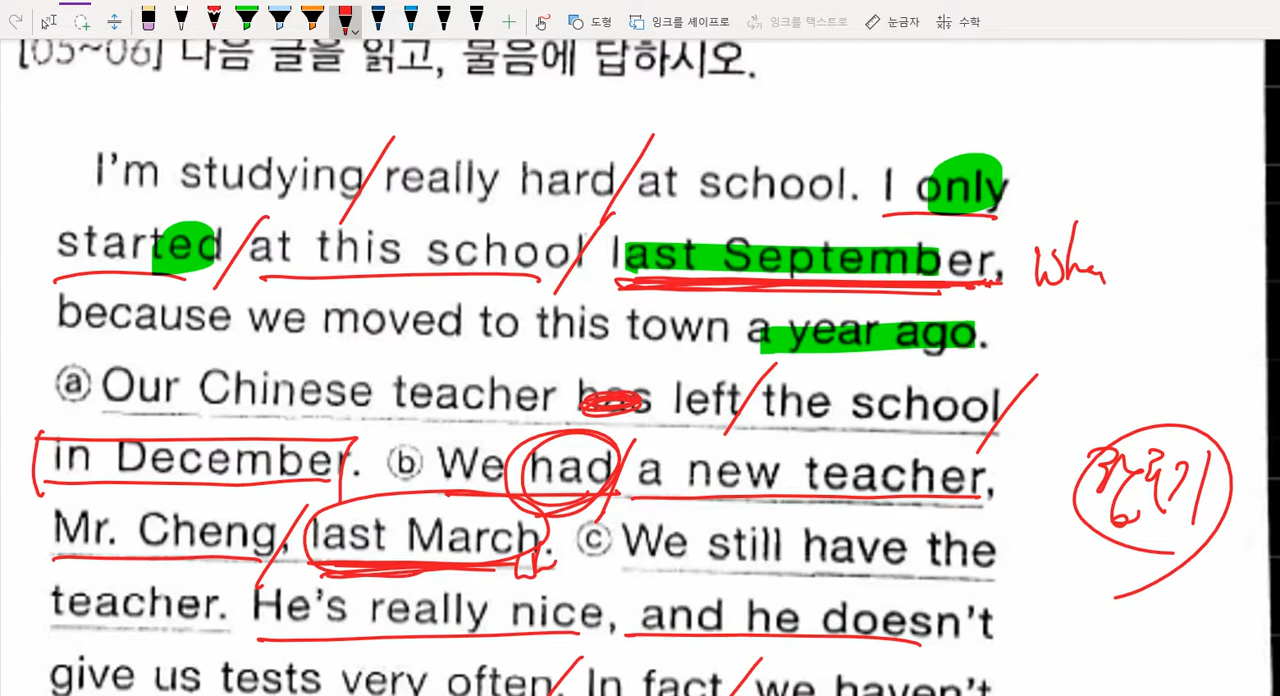 도형
잉크를 셰이프로
잉크를 텍스트로
눈금자
수학
[05~06] 다음 글을 읽고, 물음에 답하시오.
I'm studying really hard at school. I only
started at this school last September,
because we moved to this town a year ago.
ⓐ Our Chinese teacher has left the school
in December. ⓑ We had a new teacher,
Mr. Cheng, last March. ⓒ We still have the
teacher. He's really nice, and he doesn't
give us tests very often. In fact, we haven't